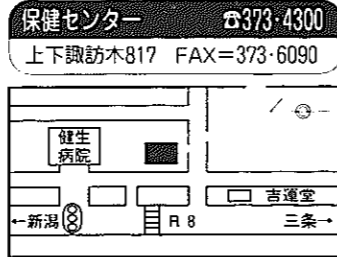 保健センター ☎373・4300
上下諏訪木817 FAX=373・6090
健生
病院
吉運堂
←新潟 R8 三条→